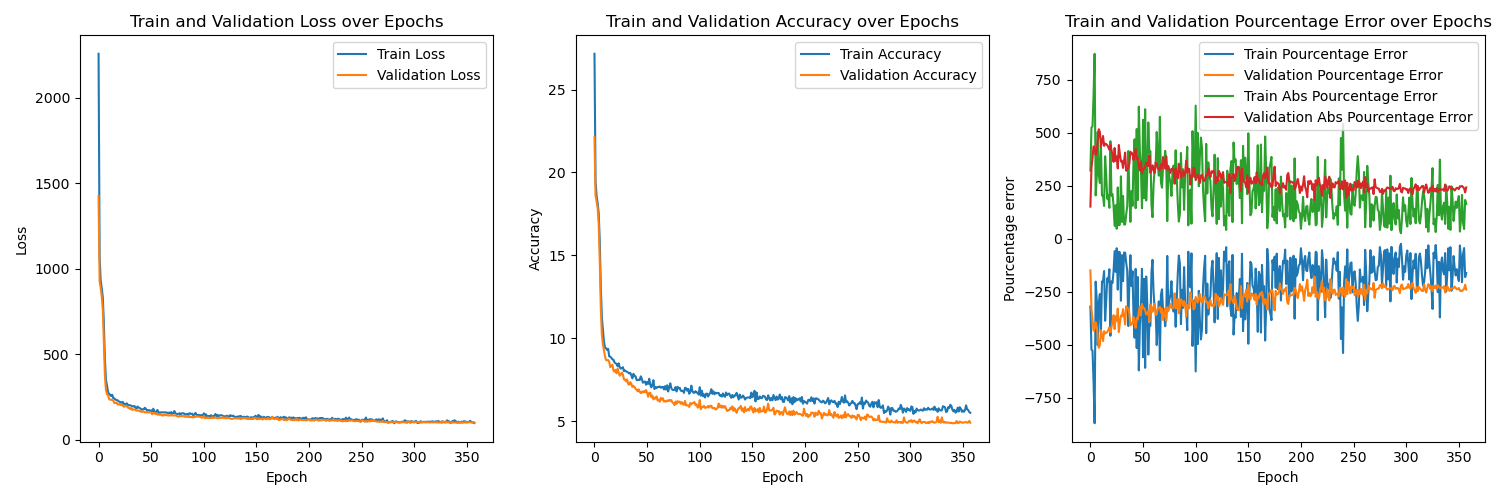 Train and Validation Loss over Epochs
Train Loss
Validation Loss
2000
1500
1000
500
0
Loss
0 50 100 150 200 250 300 350
Epoch
Train and Validation Accuracy over Epochs
Train Accuracy
Validation Accuracy
25
20
15
10
5
Accuracy
0 50 100 150 200 250 300 350
Epoch
Train and Validation Pourcentage Error over Epochs
Train Pourcentage Error
Validation Pourcentage Error
Train Abs Pourcentage Error
Validation Abs Pourcentage Error
750
500
250
0
−250
−500
−750
Pourcentage error
0 50 100 150 200 250 300 350
Epoch